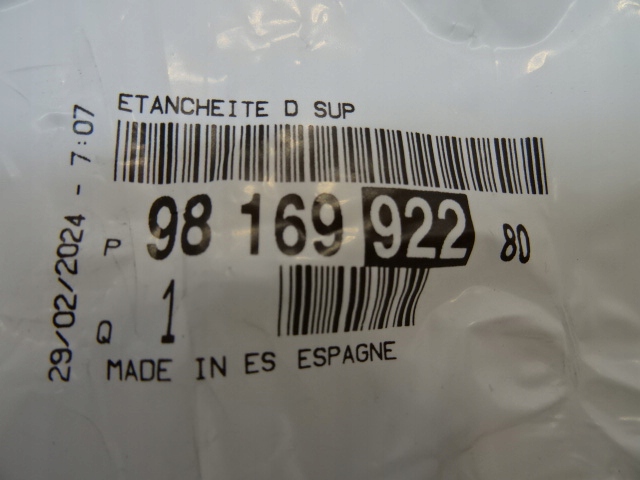 ETANCHEITE D SUP
P 98 169 922 80
Q 1
MADE IN ES ESPAGNE
29/02/2024 - 7:07